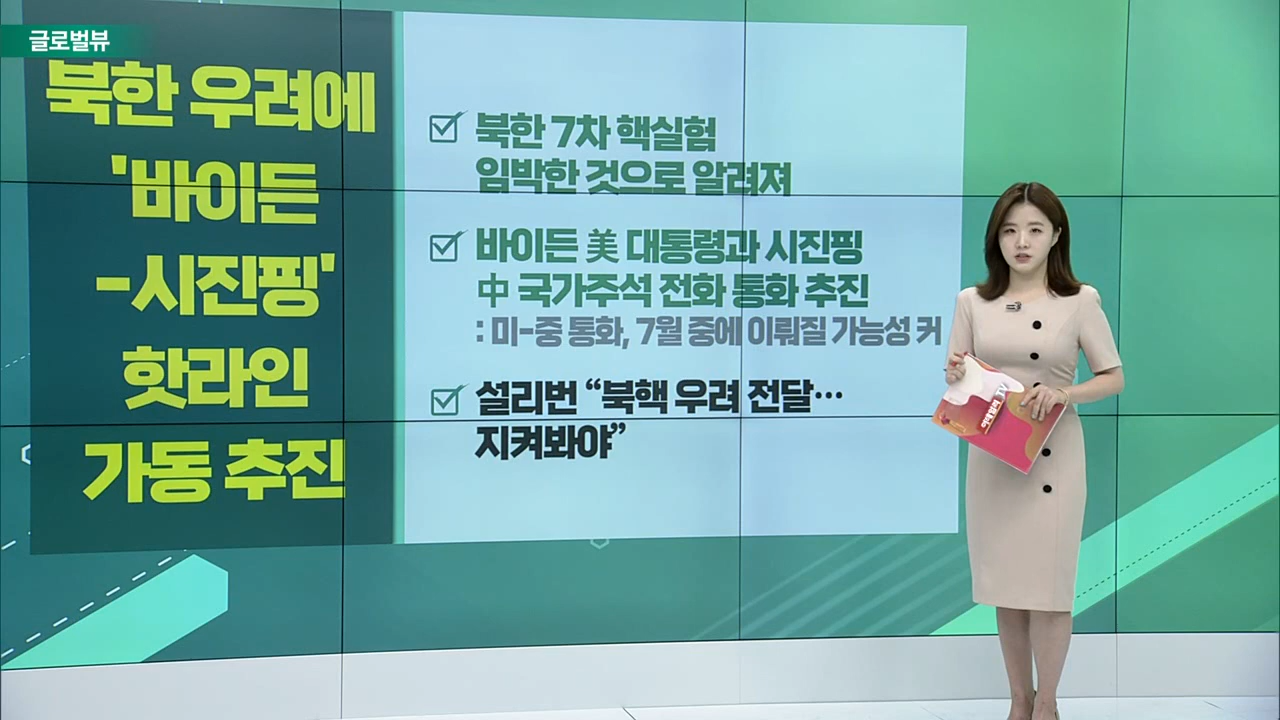 글로벌뷰
북한 우려에
'바이든
-시진핑'
핫라인
가동 추진
북한 7차 핵실험
임박한 것으로 알려져
바이든 美 대통령과 시진핑
中 국가주석 전화 통화 추진
: 미-중 통화, 7월 중에 이뤄질 가능성 커
설리번 “북핵 우려 전달…
지켜봐야”